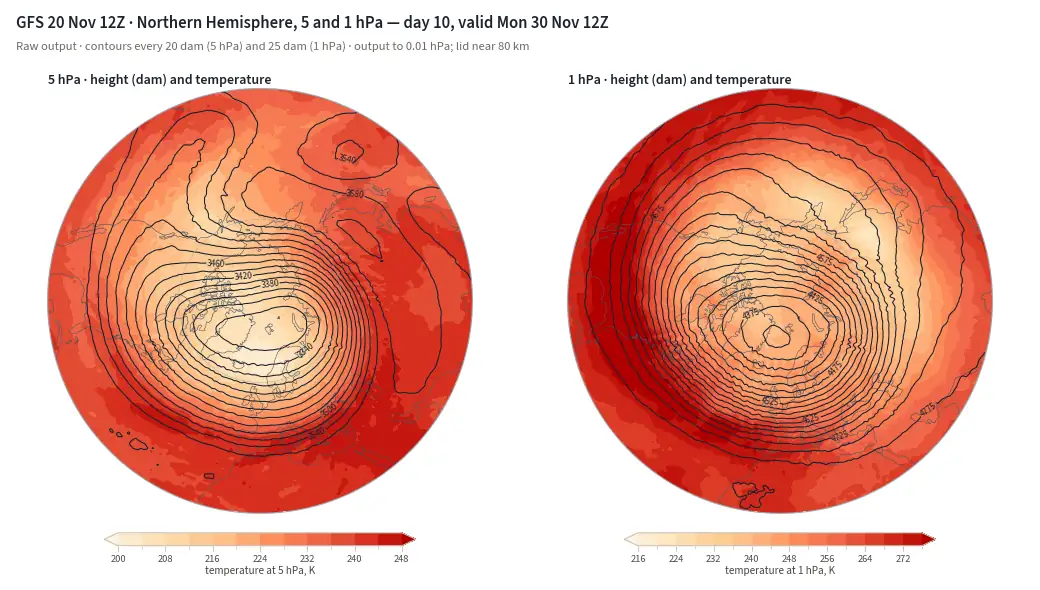 GFS 20 Nov 12Z · Northern Hemisphere, 5 and 1 hPa — day 10, valid Mon 30 Nov 12Z
Raw output · contours every 20 dam (5 hPa) and 25 dam (1 hPa) · output to 0.01 hPa; lid near 80 km
5 hPa · height (dam) and temperature
1 hPa · height (dam) and temperature
3540
3580
3460
3420
3380
4575
4375
4475
4775
200 208 216 224 232 240 248
temperature at 5 hPa, K
216 224 232 240 248 256 264 272
temperature at 1 hPa, K